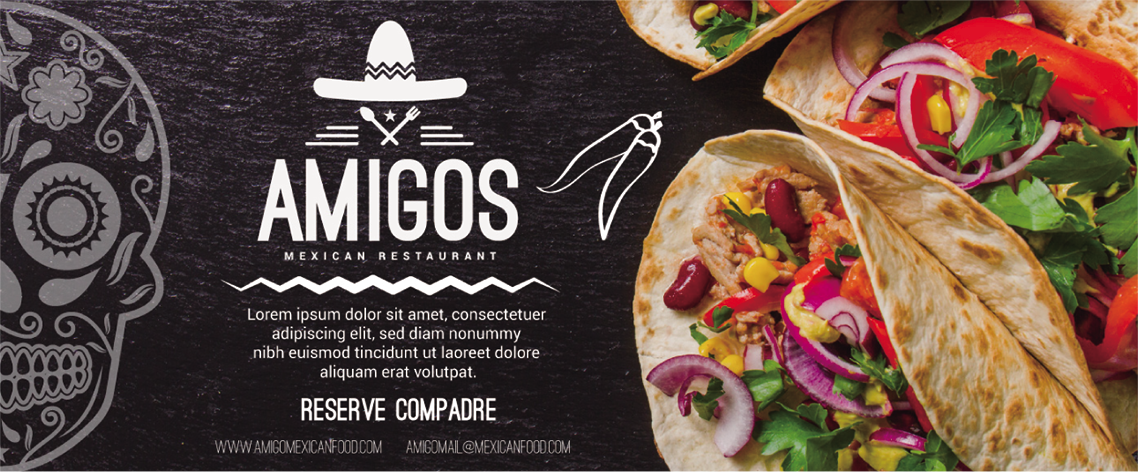 AMIGOS
MEXICAN RESTAURANT
Lorem ipsum dolor sit amet, consectetuer
adipiscing elit, sed diam nonummy
nibh euismod tincidunt ut laoreet dolore
aliquam erat volutpat.
RESERVE COMPADRE
WWW.AMIGOMEXICANFOOD.COM AMIGOMAIL@MEXICANFOOD.COM